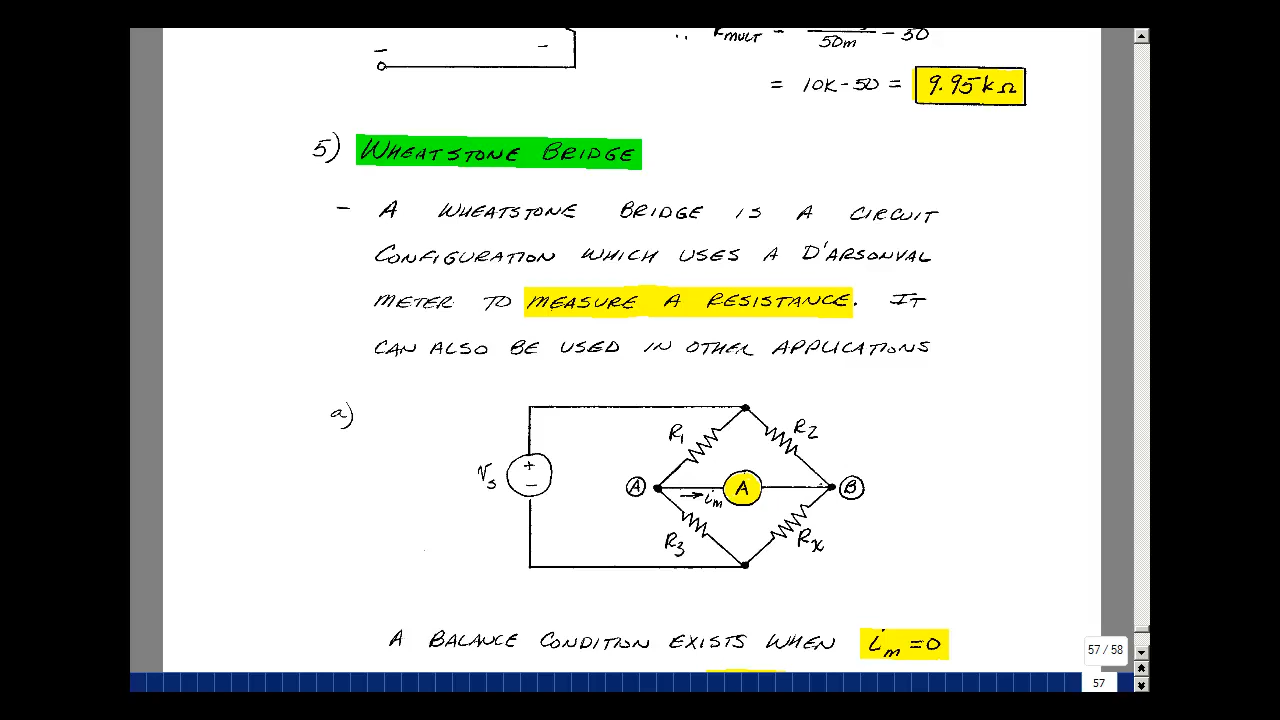 ∴ RMULT = — - 50
50m
= 10K - 50 = 9.95 k Ω
5) WHEATSTONE BRIDGE
- A WHEATSTONE BRIDGE IS A CIRCUIT
CONFIGURATION WHICH USES A D'ARSONVAL
METER TO MEASURE A RESISTANCE. IT
CAN ALSO BE USED IN OTHER APPLICATIONS
a)
R1
R2
Vs
+
-
A
→ im
A
B
R3
Rx
A BALANCE CONDITION EXISTS WHEN im = 0
57 / 58
57